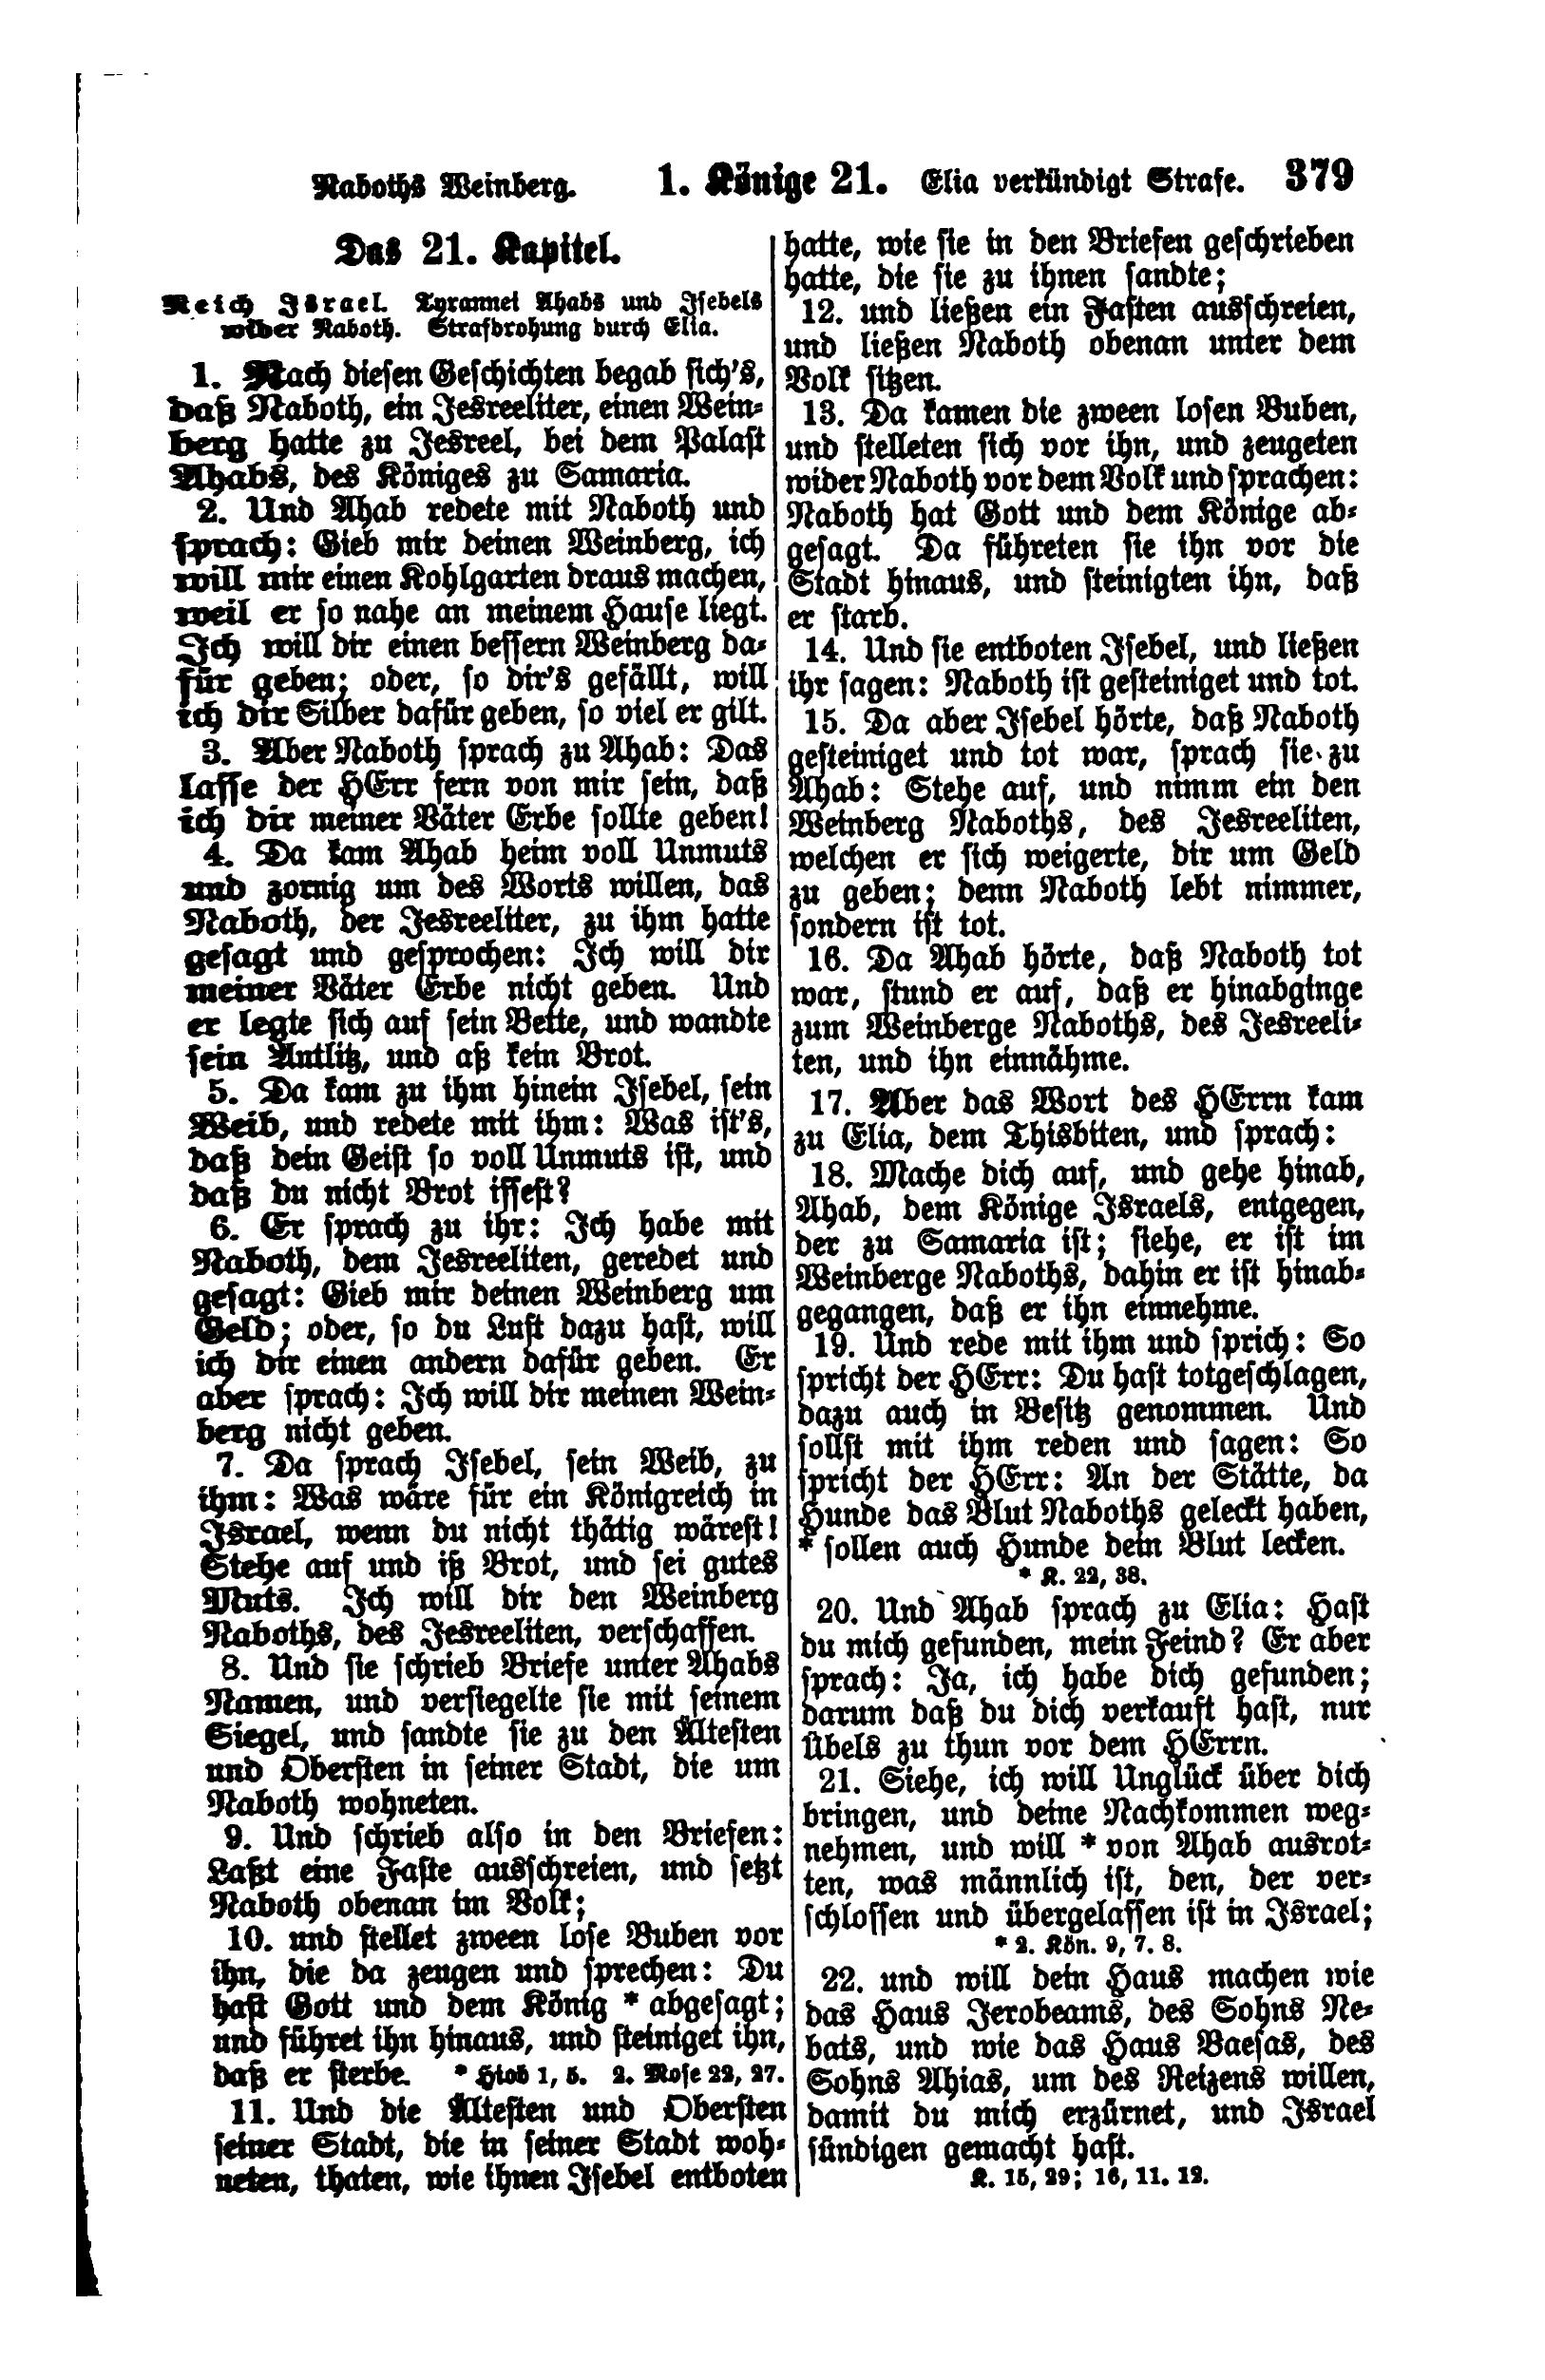 Naboths Weinberg. 1. Könige 21. Elia verkündigt Strafe. 379
Das 21. Kapitel.
Reich Israel. Tyrannei Ahabs und Isebels
wider Naboth. Strafdrohung durch Elia.
1. Nach diesen Geschichten begab sich's,
daß Naboth, ein Jesreeliter, einen Wein-
berg hatte zu Jesreel, bei dem Palast
Ahabs, des Königes zu Samaria.
2. Und Ahab redete mit Naboth und
sprach: Gieb mir deinen Weinberg, ich
will mir einen Kohlgarten draus machen,
weil er so nahe an meinem Hause liegt.
Ich will dir einen bessern Weinberg da-
für geben; oder, so dir's gefällt, will
ich dir Silber dafür geben, so viel er gilt.
3. Aber Naboth sprach zu Ahab: Das
lasse der HErr fern von mir sein, daß
ich dir meiner Väter Erbe sollte geben!
4. Da kam Ahab heim voll Unmuts
und zornig um des Worts willen, das
Naboth, der Jesreeliter, zu ihm hatte
gesagt und gesprochen: Ich will dir
meiner Väter Erbe nicht geben. Und
er legte sich auf sein Bette, und wandte
sein Antlitz, und aß kein Brot.
5. Da kam zu ihm hinein Isebel, sein
Weib, und redete mit ihm: Was ist's,
daß dein Geist so voll Unmuts ist, und
daß du nicht Brot issest?
6. Er sprach zu ihr: Ich habe mit
Naboth, dem Jesreeliten, geredet und
gesagt: Gieb mir deinen Weinberg um
Geld; oder, so du Lust dazu hast, will
ich dir einen andern dafür geben. Er
aber sprach: Ich will dir meinen Wein-
berg nicht geben.
7. Da sprach Isebel, sein Weib, zu
ihm: Was wäre für ein Königreich in
Israel, wenn du nicht thätig wärest!
Stehe auf und iß Brot, und sei gutes
Muts. Ich will dir den Weinberg
Naboths, des Jesreeliten, verschaffen.
8. Und sie schrieb Briefe unter Ahabs
Namen, und versiegelte sie mit seinem
Siegel, und sandte sie zu den Ältesten
und Obersten in seiner Stadt, die um
Naboth wohneten.
9. Und schrieb also in den Briefen:
Laßt eine Faste ausschreien, und setzt
Naboth obenan im Volk;
10. und stellet zween lose Buben vor
ihn, die da zeugen und sprechen: Du
hast Gott und dem König * abgesagt;
und führet ihn hinaus, und steiniget ihn,
daß er sterbe. * Hiob 1, 5. 2. Mose 22, 27.
11. Und die Ältesten und Obersten
seiner Stadt, die in seiner Stadt woh-
neten, thaten, wie ihnen Isebel entboten
hatte, wie sie in den Briefen geschrieben
hatte, die sie zu ihnen sandte;
12. und ließen ein Fasten ausschreien,
und ließen Naboth obenan unter dem
Volk sitzen.
13. Da kamen die zween losen Buben,
und stelleten sich vor ihn, und zeugeten
wider Naboth vor dem Volk und sprachen:
Naboth hat Gott und dem Könige ab-
gesagt. Da führeten sie ihn vor die
Stadt hinaus, und steinigten ihn, daß
er starb.
14. Und sie entboten Isebel, und ließen
ihr sagen: Naboth ist gesteiniget und tot.
15. Da aber Isebel hörte, daß Naboth
gesteiniget und tot war, sprach sie zu
Ahab: Stehe auf, und nimm ein den
Weinberg Naboths, des Jesreeliten,
welchen er sich weigerte, dir um Geld
zu geben; denn Naboth lebt nimmer,
sondern ist tot.
16. Da Ahab hörte, daß Naboth tot
war, stund er auf, daß er hinabginge
zum Weinberge Naboths, des Jesreeli-
ten, und ihn einnähme.
17. Aber das Wort des HErrn kam
zu Elia, dem Thisbiten, und sprach:
18. Mache dich auf, und gehe hinab,
Ahab, dem Könige Israels, entgegen,
der zu Samaria ist; siehe, er ist im
Weinberge Naboths, dahin er ist hinab-
gegangen, daß er ihn einnehme.
19. Und rede mit ihm und sprich: So
spricht der HErr: Du hast totgeschlagen,
dazu auch in Besitz genommen. Und
sollst mit ihm reden und sagen: So
spricht der HErr: An der Stätte, da
Hunde das Blut Naboths geleckt haben,
* sollen auch Hunde dein Blut lecken.
* K. 22, 38.
20. Und Ahab sprach zu Elia: Hast
du mich gefunden, mein Feind? Er aber
sprach: Ja, ich habe dich gefunden;
darum daß du dich verkauft hast, nur
Übels zu thun vor dem HErrn.
21. Siehe, ich will Unglück über dich
bringen, und deine Nachkommen weg-
nehmen, und will * von Ahab ausrot-
ten, was männlich ist, den, der ver-
schlossen und übergelassen ist in Israel;
* 2. Kön. 9, 7. 8.
22. und will dein Haus machen wie
das Haus Jerobeams, des Sohns Ne-
bats, und wie das Haus Baesas, des
Sohns Ahias, um des Reizens willen,
damit du mich erzürnet, und Israel
sündigen gemacht hast.
K. 15, 29; 16, 11. 12.